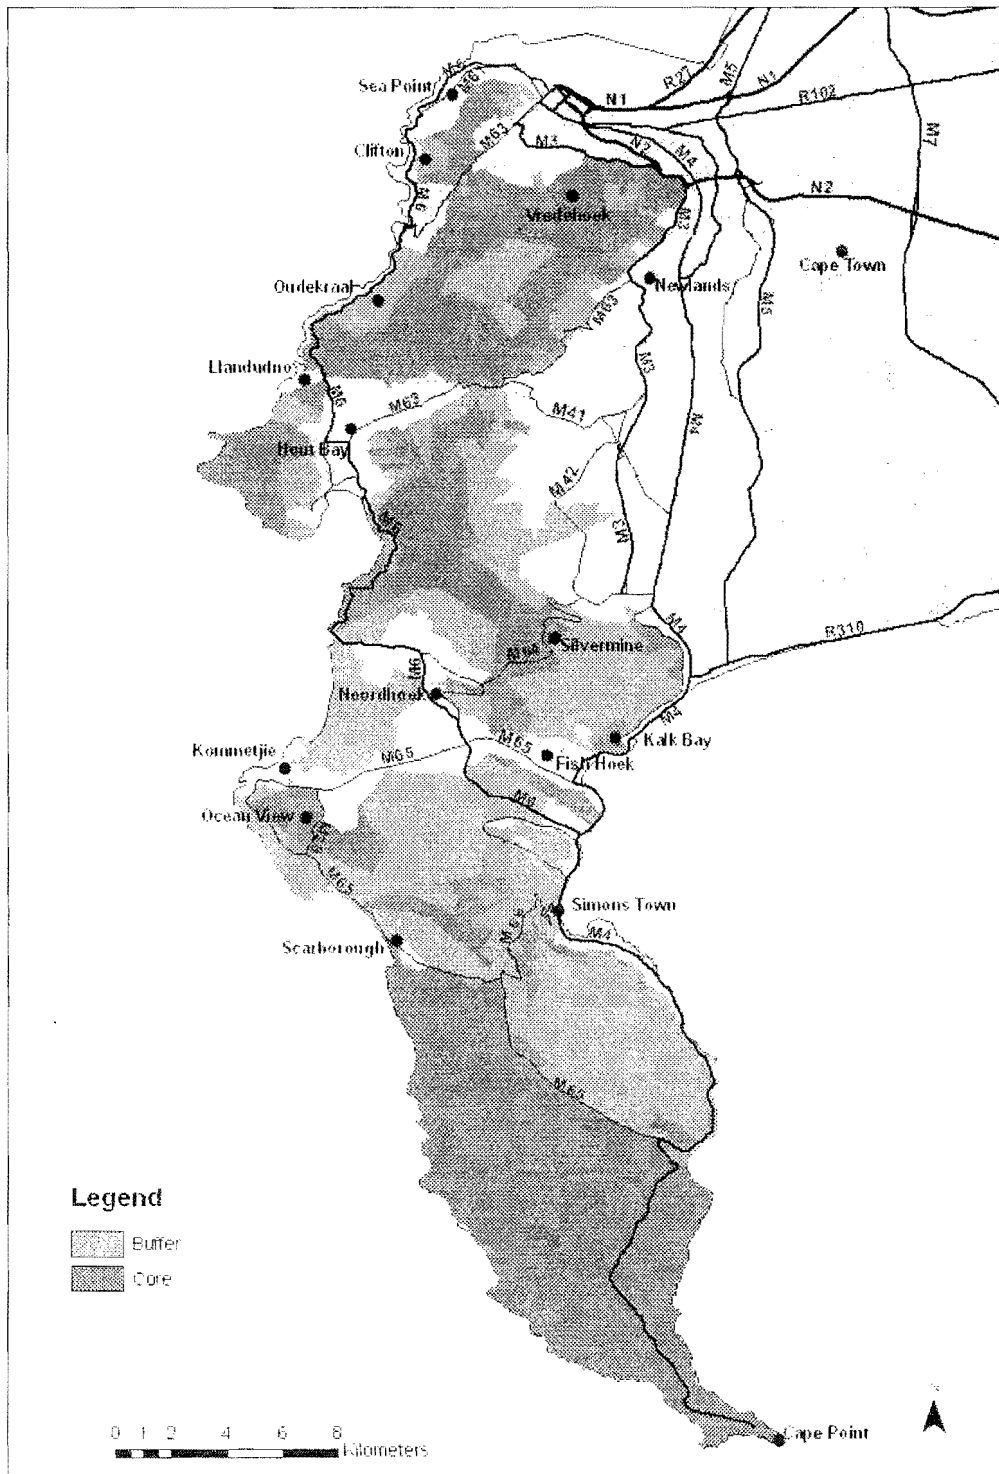 M6
M61
Sea Point
R27
M5
N1
N1
R102
M7
Clifton
M63
M3
N2
M4
N2
M6
Vredehoek
M3
Cape Town
Oudekraal
Newlands
M63
M5
Llandudno
M6
M63
M3
M41
M4
Hout Bay
M42
M6
M3
M4
R310
Silvermine
M64
M6
Noordhoek
M4
Kalk Bay
Kommetjie
M65
M65
Fish Hoek
M4
Ocean View
M65
Simons Town
M4
Scarborough
M65
Legend
Buffer
Core
N
0 1 2 4 6 8
Kilometers
Cape Point